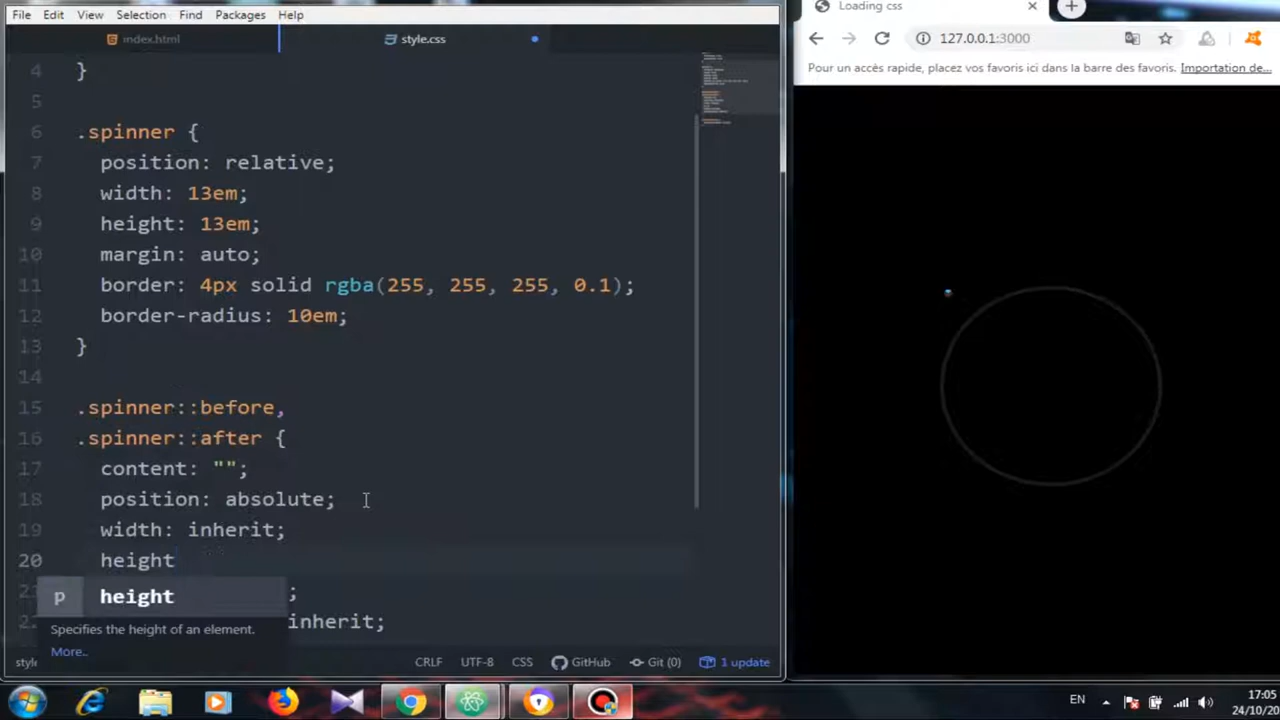 File Edit View Selection Find Packages Help
Loading css
index.html
style.css
127.0.0.1:3000
Pour un accès rapide, placez vos favoris ici dans la barre des favoris. Importation de...
4 }
5
6 .spinner {
7 position: relative;
8 width: 13em;
9 height: 13em;
10 margin: auto;
11 border: 4px solid rgba(255, 255, 255, 0.1);
12 border-radius: 10em;
13 }
14
15 .spinner::before,
16 .spinner::after {
17 content: "";
18 position: absolute;
19 width: inherit;
20 height
p height ;
Specifies the height of an element. inherit;
More..
CRLF UTF-8 CSS GitHub Git (0) 1 update
EN 17:05
24/10/20